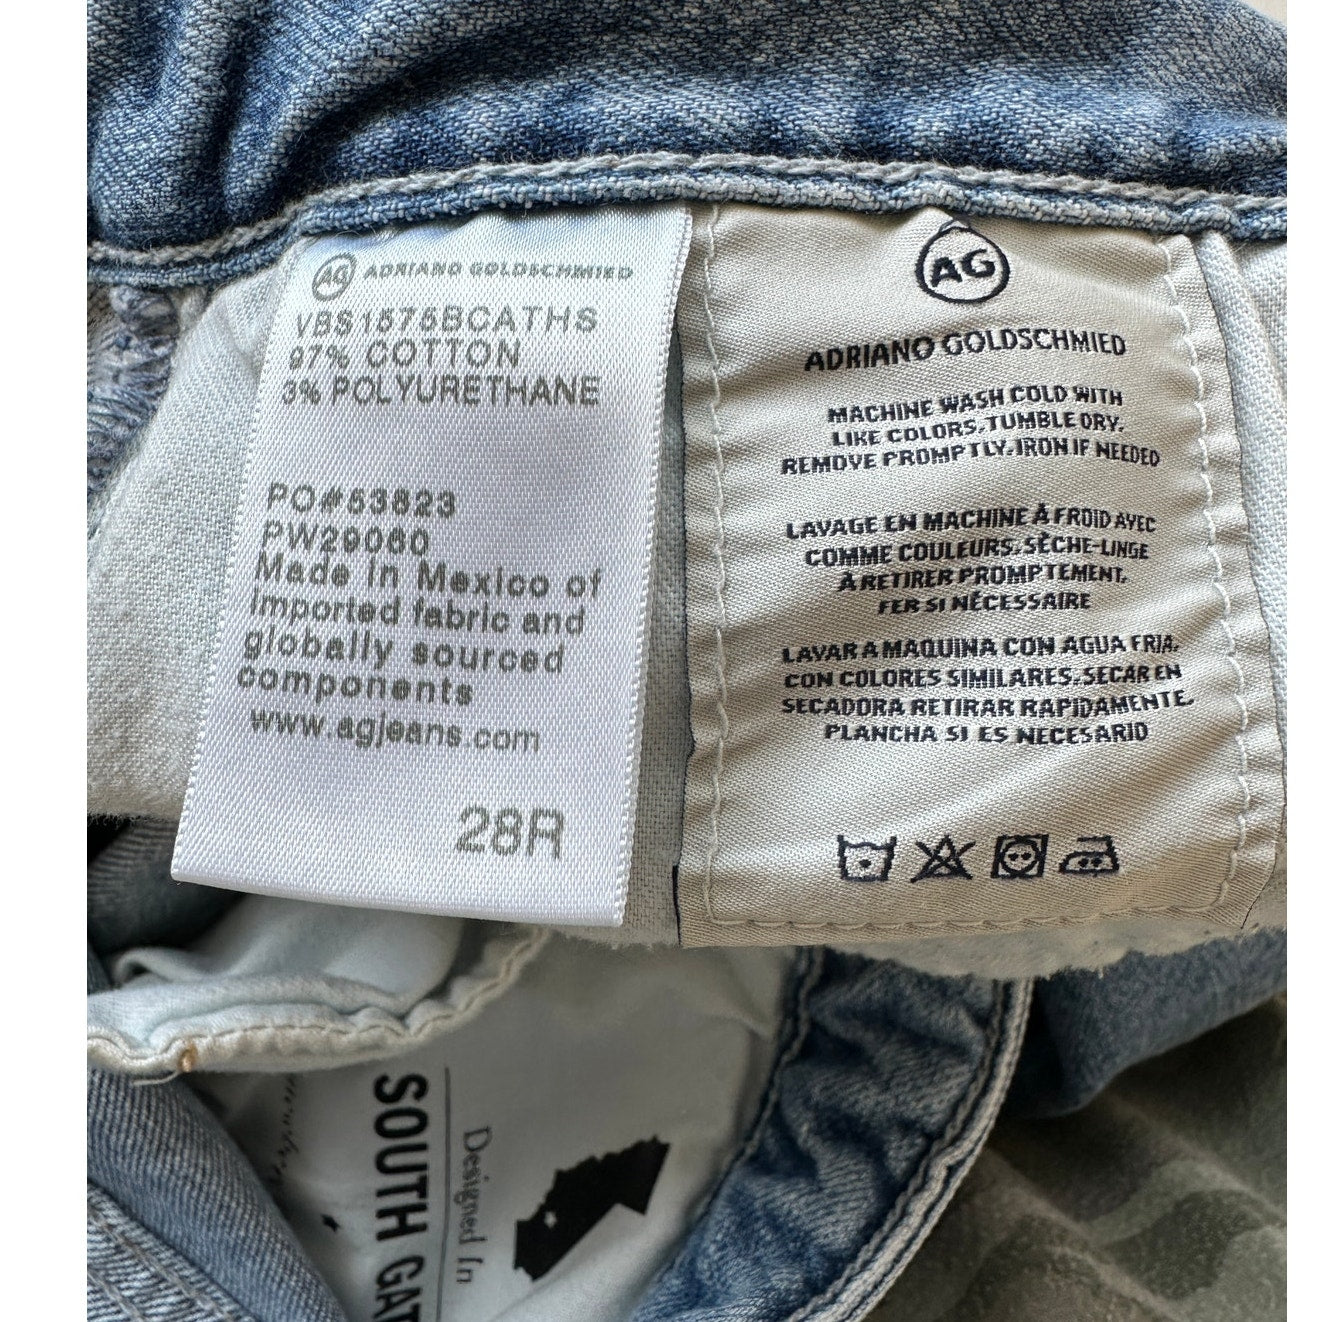 AG ADRIANO GOLDSCHMIED
VBS1575BCATHS
97% COTTON
3% POLYURETHANE
PO#53823
PW29060
Made in Mexico of
imported fabric and
globally sourced
components
www.agjeans.com
28R
AG
ADRIANO GOLDSCHMIED
MACHINE WASH COLD WITH
LIKE COLORS. TUMBLE DRY.
REMOVE PROMPTLY. IRON IF NEEDED
LAVAGE EN MACHINE À FROID AVEC
COMME COULEURS. SÈCHE-LINGE
À RETIRER PROMPTEMENT.
FER SI NÉCESSAIRE
LAVAR A MAQUINA CON AGUA FRIA.
CON COLORES SIMILARES. SECAR EN
SECADORA RETIRAR RAPIDAMENTE.
PLANCHA SI ES NECESARIO
Designed In
SOUTH